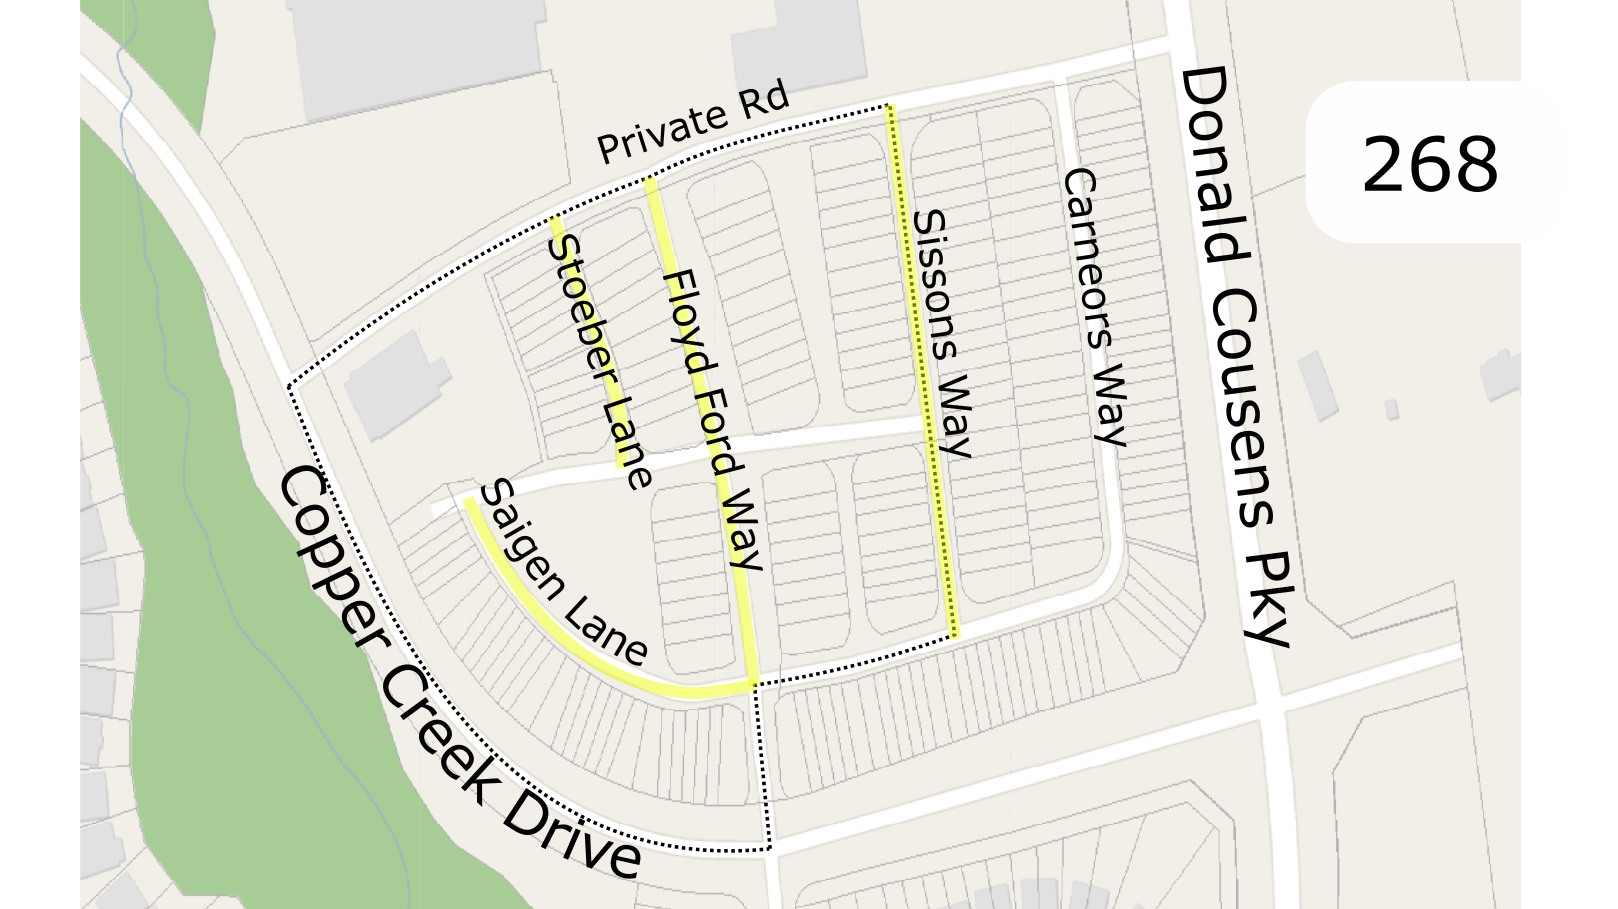 Private Rd
268
Donald Cousens Pky
Carneors Way
Sissons Way
Floyd Ford Way
Stoeber Lane
Saigen Lane
Copper Creek Drive